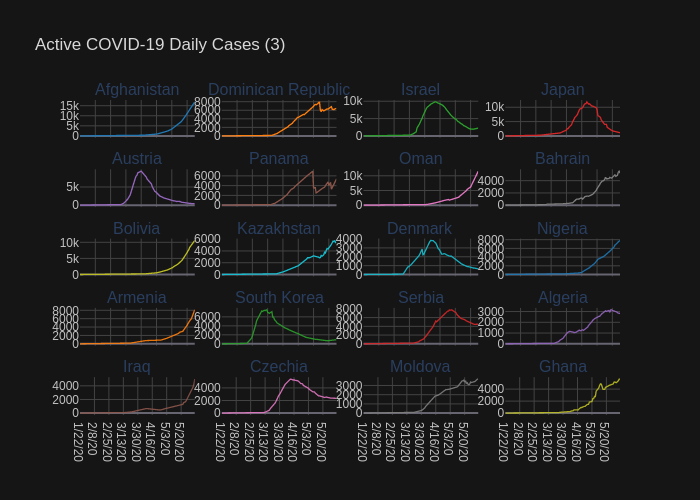 Active COVID-19 Daily Cases (3)
Afghanistan Dominican Republic Israel Japan
15k 10k 5k 0 8000 6000 4000 2000 0 10k 5k 0 10k 5k 0
Austria Panama Oman Bahrain
5k 0 6000 4000 2000 0 10k 5k 0 4000 2000 0
Bolivia Kazakhstan Denmark Nigeria
10k 5k 0 6000 4000 2000 0 4000 3000 2000 1000 0 8000 6000 4000 2000 0
Armenia South Korea Serbia Algeria
8000 6000 4000 2000 0 6000 4000 2000 0 8000 6000 4000 2000 0 3000 2000 1000 0
Iraq Czechia Moldova Ghana
4000 2000 0 4000 2000 0 3000 2000 1000 0 4000 2000 0
1/22/20 2/8/20 2/25/20 3/13/20 3/30/20 4/16/20 5/3/20 5/20/20 1/22/20 2/8/20 2/25/20 3/13/20 3/30/20 4/16/20 5/3/20 5/20/20 1/22/20 2/8/20 2/25/20 3/13/20 3/30/20 4/16/20 5/3/20 5/20/20 1/22/20 2/8/20 2/25/20 3/13/20 3/30/20 4/16/20 5/3/20 5/20/20